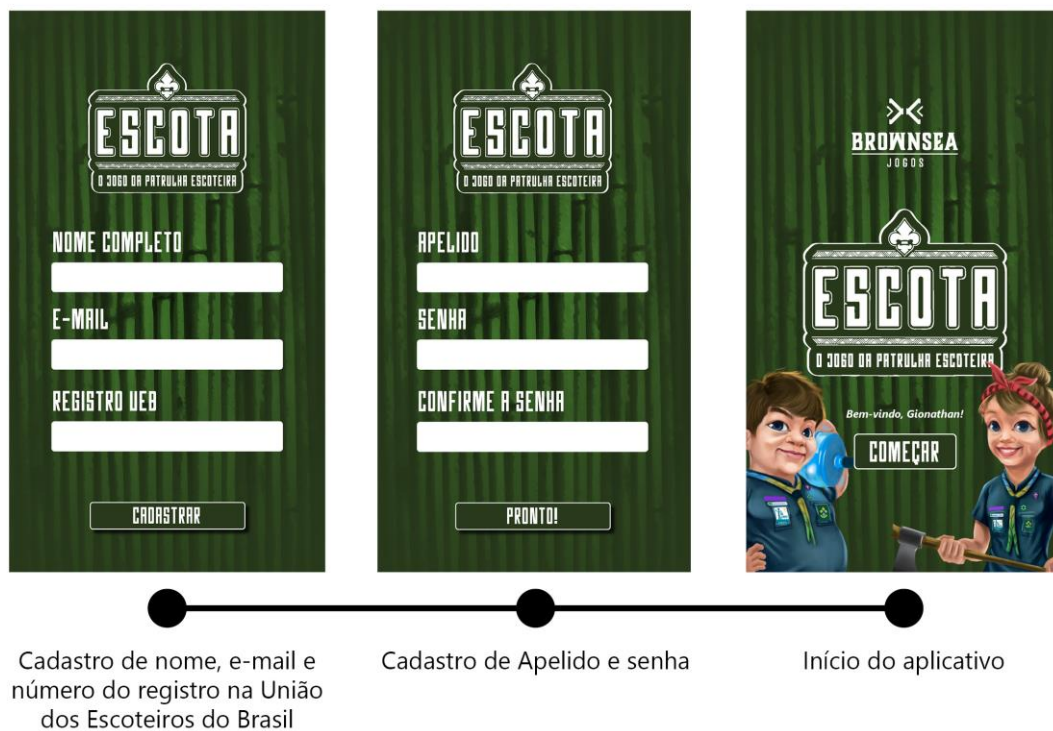 ESCOTA
O JOGO DA PATRULHA ESCOTEIRA
NOME COMPLETO
E-MAIL
REGISTRO UEB
CADASTRAR
ESCOTA
O JOGO DA PATRULHA ESCOTEIRA
APELIDO
SENHA
CONFIRME A SENHA
PRONTO!
BROWNSEA
JOGOS
ESCOTA
O JOGO DA PATRULHA ESCOTEIRA
Bem-vindo, Gionathan!
COMEÇAR
Cadastro de nome, e-mail e
número do registro na União
dos Escoteiros do Brasil
Cadastro de Apelido e senha
Início do aplicativo